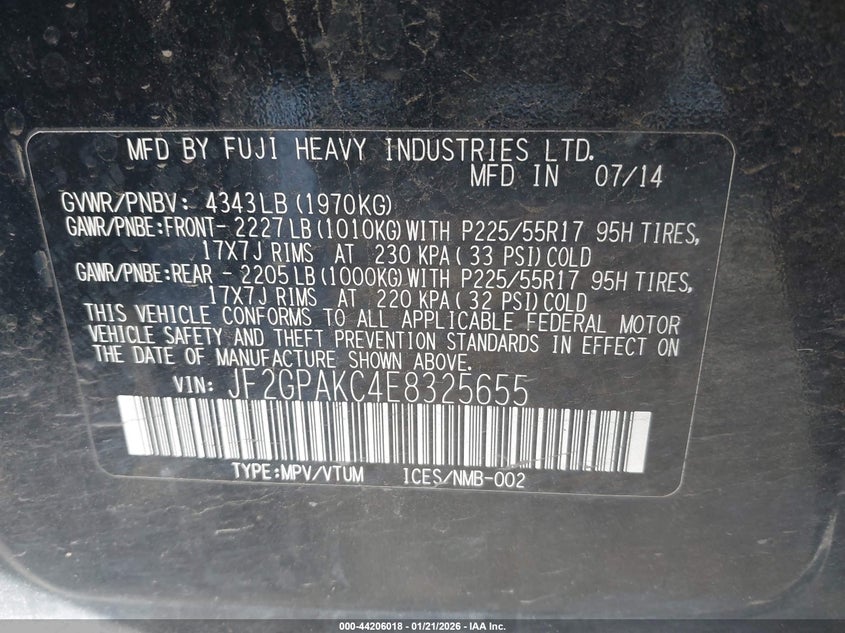 MFD BY FUJI HEAVY INDUSTRIES LTD.
MFD IN 07/14
GVWR/PNBV: 4343LB(1970KG)
GAWR/PNBE:FRONT- 2227LB(1010KG)WITH P225/55R17 95H TIRES,
17X7J RIMS AT 230 KPA(33 PSI)COLD
GAWR/PNBE:REAR - 2205LB(1000KG)WITH P225/55R17 95H TIRES,
17X7J RIMS AT 220 KPA(32 PSI)COLD
THIS VEHICLE CONFORMS TO ALL APPLICABLE FEDERAL MOTOR
VEHICLE SAFETY AND THEFT PREVENTION STANDARDS IN EFFECT ON
THE DATE OF MANUFACTURE SHOWN ABOVE.
VIN: JF2GPAKC4E8325655
TYPE:MPV/VTUM ICES/NMB-002
000-44206018 - 01/21/2026 - IAA Inc.